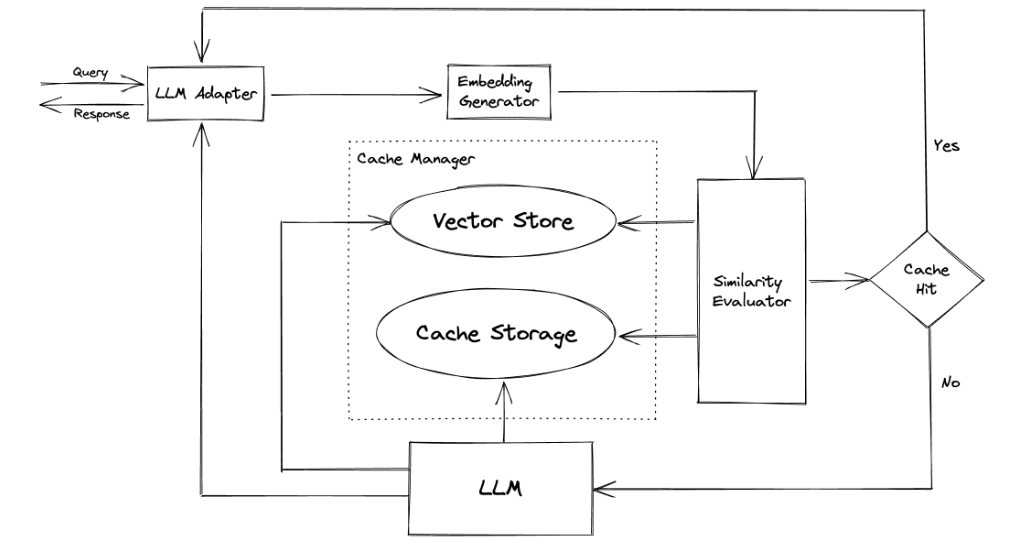 Query
Response
LLM Adapter
Embedding
Generator
Cache Manager
Vector Store
Cache Storage
Similarity
Evaluator
Yes
Cache
Hit
No
LLM